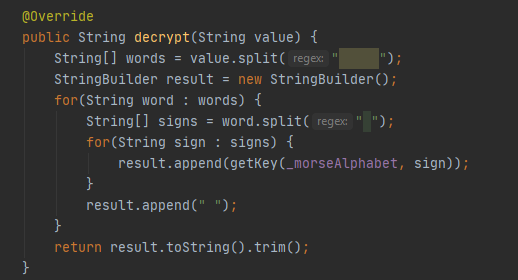 @Override
public String decrypt(String value) {
    String[] words = value.split( regex: "     ");
    StringBuilder result = new StringBuilder();
    for(String word : words) {
        String[] signs = word.split( regex: " ");
        for(String sign : signs) {
            result.append(getKey(_morseAlphabet, sign));
        }
        result.append(" ");
    }
    return result.toString().trim();
}